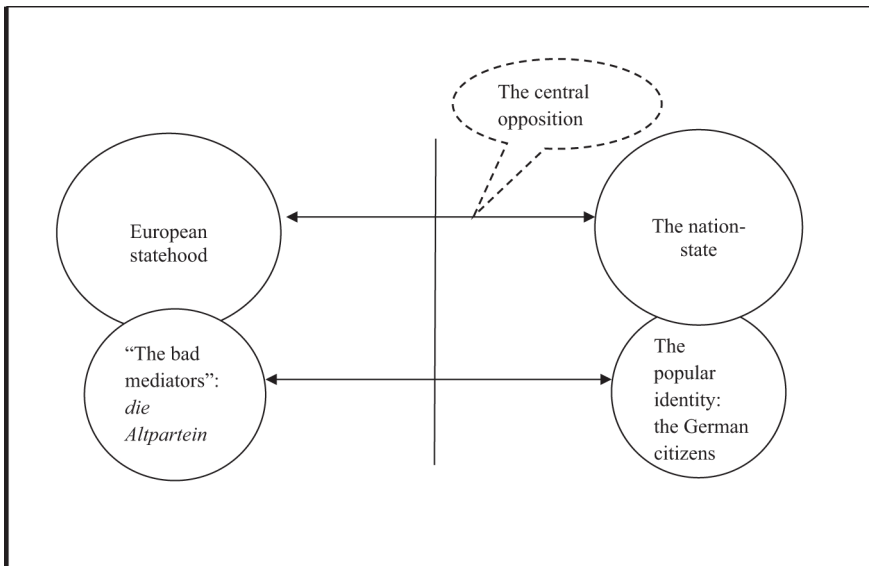 The central
opposition
European
statehood
The nation-
state
“The bad
mediators”:
die
Altpartein
The
popular
identity:
the German
citizens